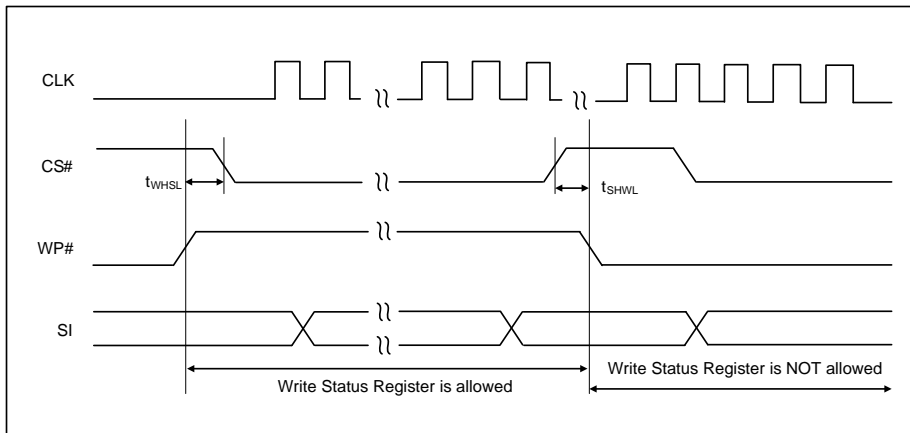 CLK
CS#
tWHSL
tSHWL
WP#
SI
Write Status Register is allowed
Write Status Register is NOT allowed